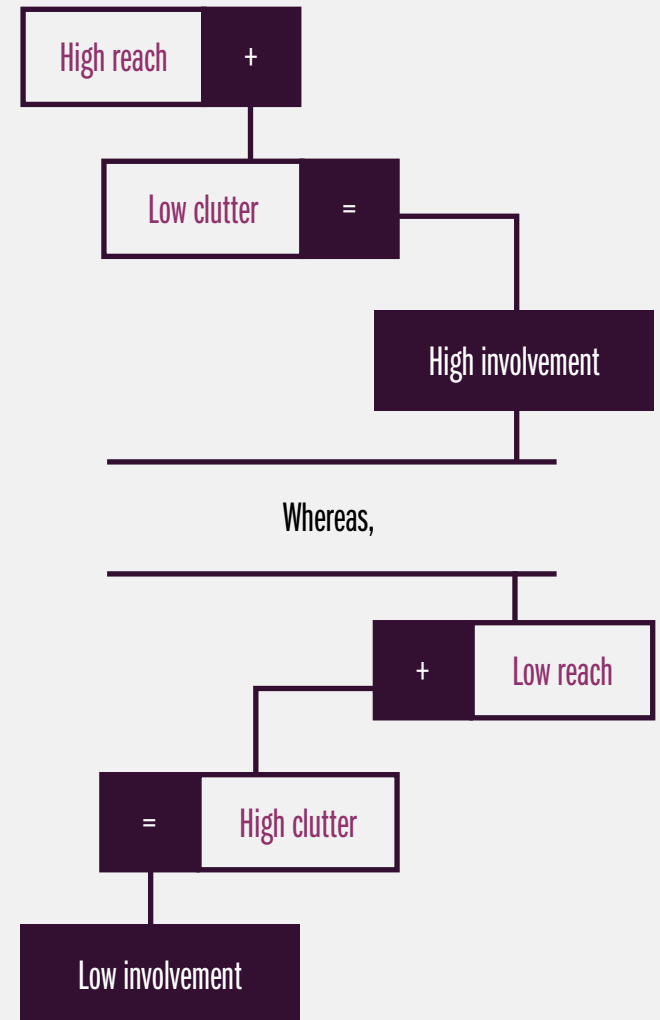 High reach +
Low clutter =
High involvement
Whereas,
+ Low reach
= High clutter
Low involvement